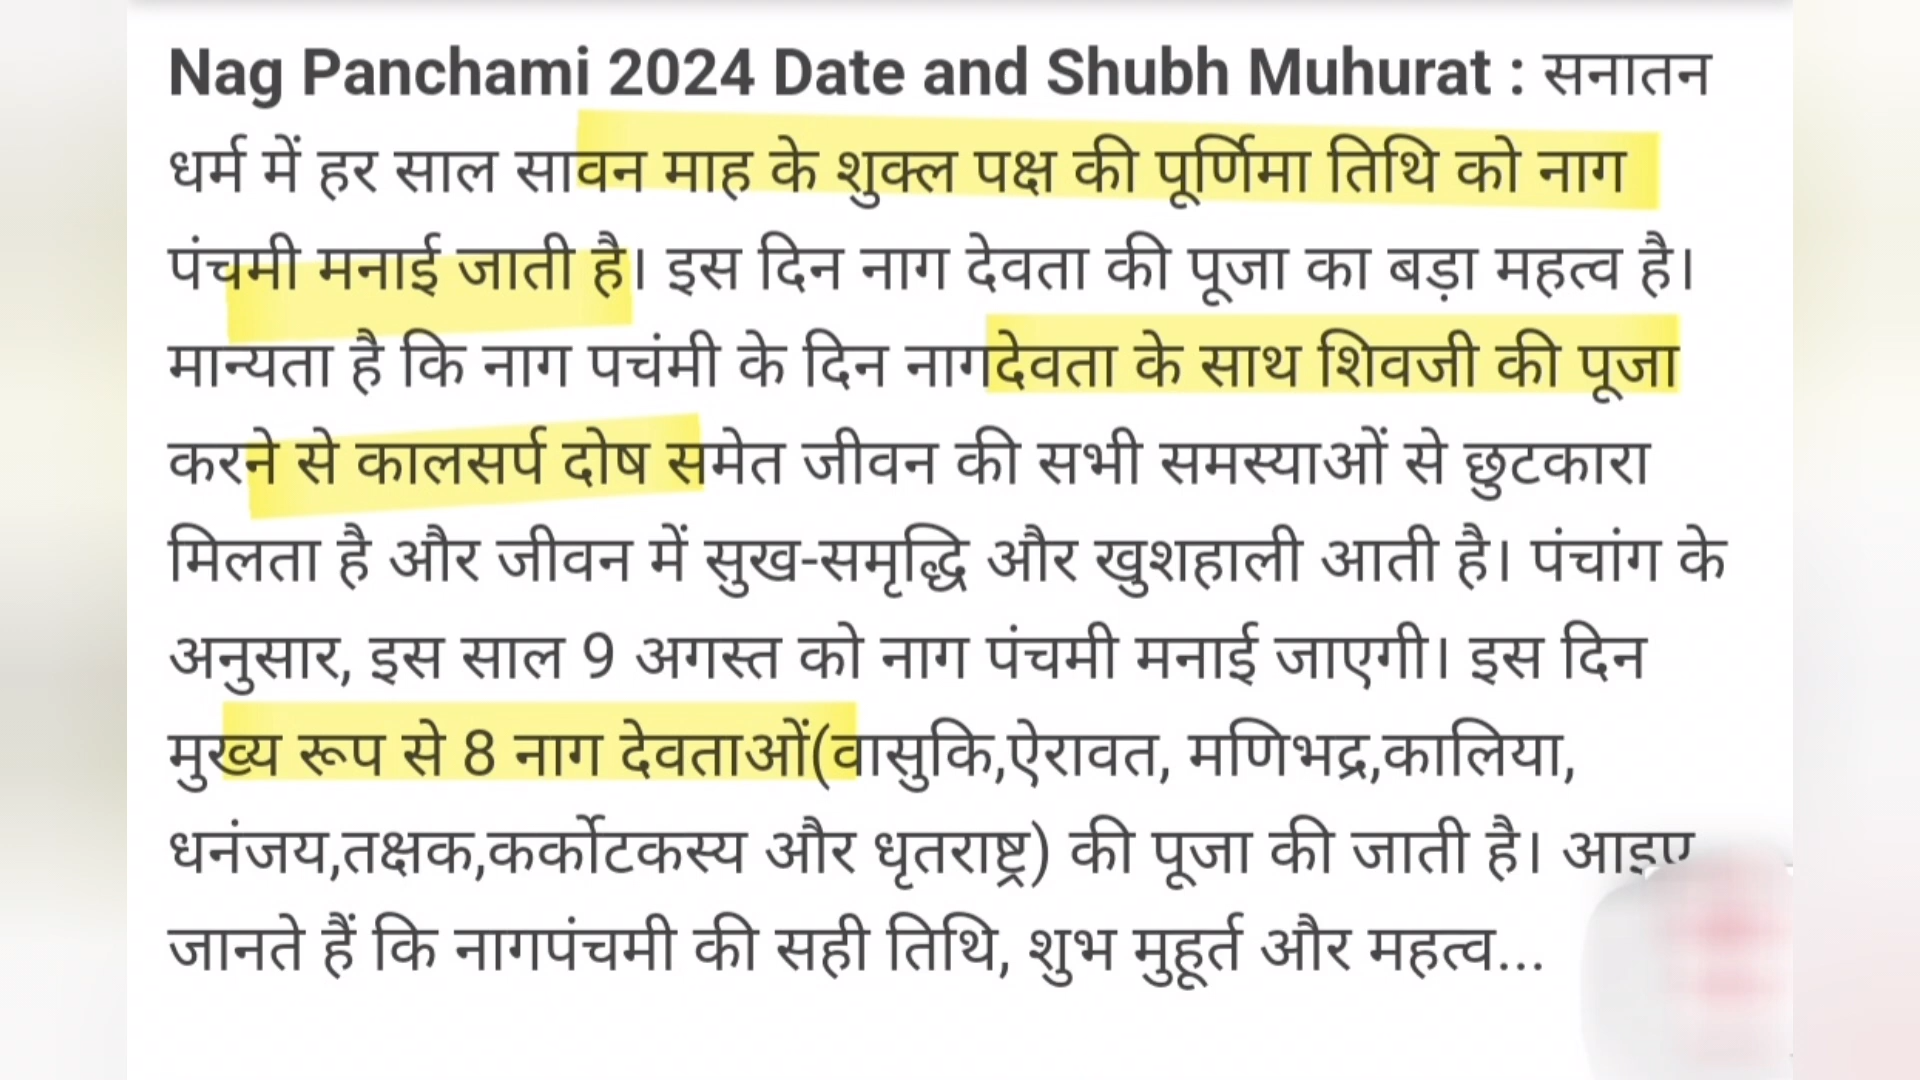 Nag Panchami 2024 Date and Shubh Muhurat : सनातन
धर्म में हर साल सावन माह के शुक्ल पक्ष की पूर्णिमा तिथि को नाग
पंचमी मनाई जाती है। इस दिन नाग देवता की पूजा का बड़ा महत्व है।
मान्यता है कि नाग पचंमी के दिन नागदेवता के साथ शिवजी की पूजा
करने से कालसर्प दोष समेत जीवन की सभी समस्याओं से छुटकारा
मिलता है और जीवन में सुख-समृद्धि और खुशहाली आती है। पंचांग के
अनुसार, इस साल 9 अगस्त को नाग पंचमी मनाई जाएगी। इस दिन
मुख्य रूप से 8 नाग देवताओं(वासुकि,ऐरावत, मणिभद्र,कालिया,
धनंजय,तक्षक,कर्कोटकस्य और धृतराष्ट्र) की पूजा की जाती है। आइए
जानते हैं कि नागपंचमी की सही तिथि, शुभ मुहूर्त और महत्व...